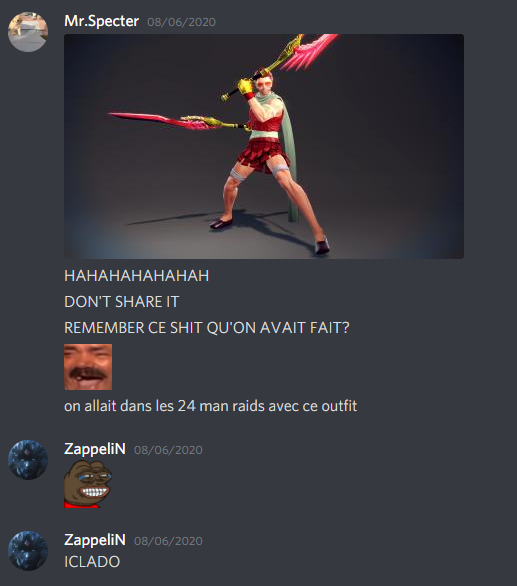 Mr.Specter 08/06/2020
HAHAHAHAHAHAH
DON'T SHARE IT
REMEMBER CE SHIT QU'ON AVAIT FAIT?
on allait dans les 24 man raids avec ce outfit
ZappeliN 08/06/2020
ZappeliN 08/06/2020
ICLADO